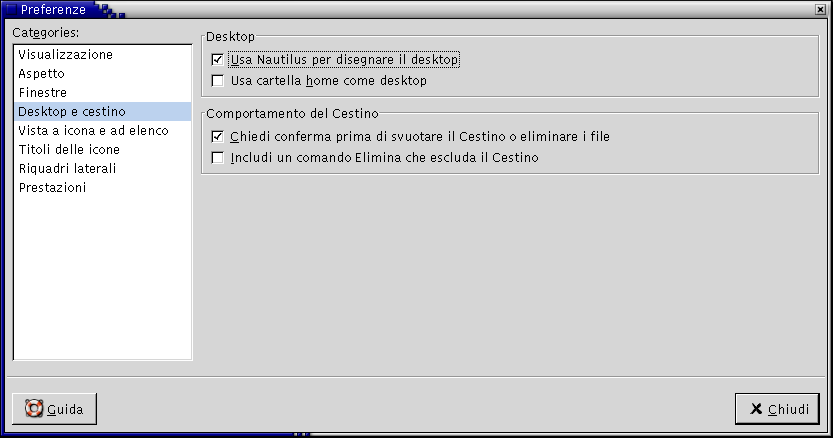 Preferenze
Categories:
Visualizzazione
Aspetto
Finestre
Desktop e cestino
Vista a icona e ad elenco
Titoli delle icone
Riquadri laterali
Prestazioni
Desktop
Usa Nautilus per disegnare il desktop
Usa cartella home come desktop
Comportamento del Cestino
Chiedi conferma prima di svuotare il Cestino o eliminare i file
Includi un comando Elimina che escluda il Cestino
Guida
Chiudi